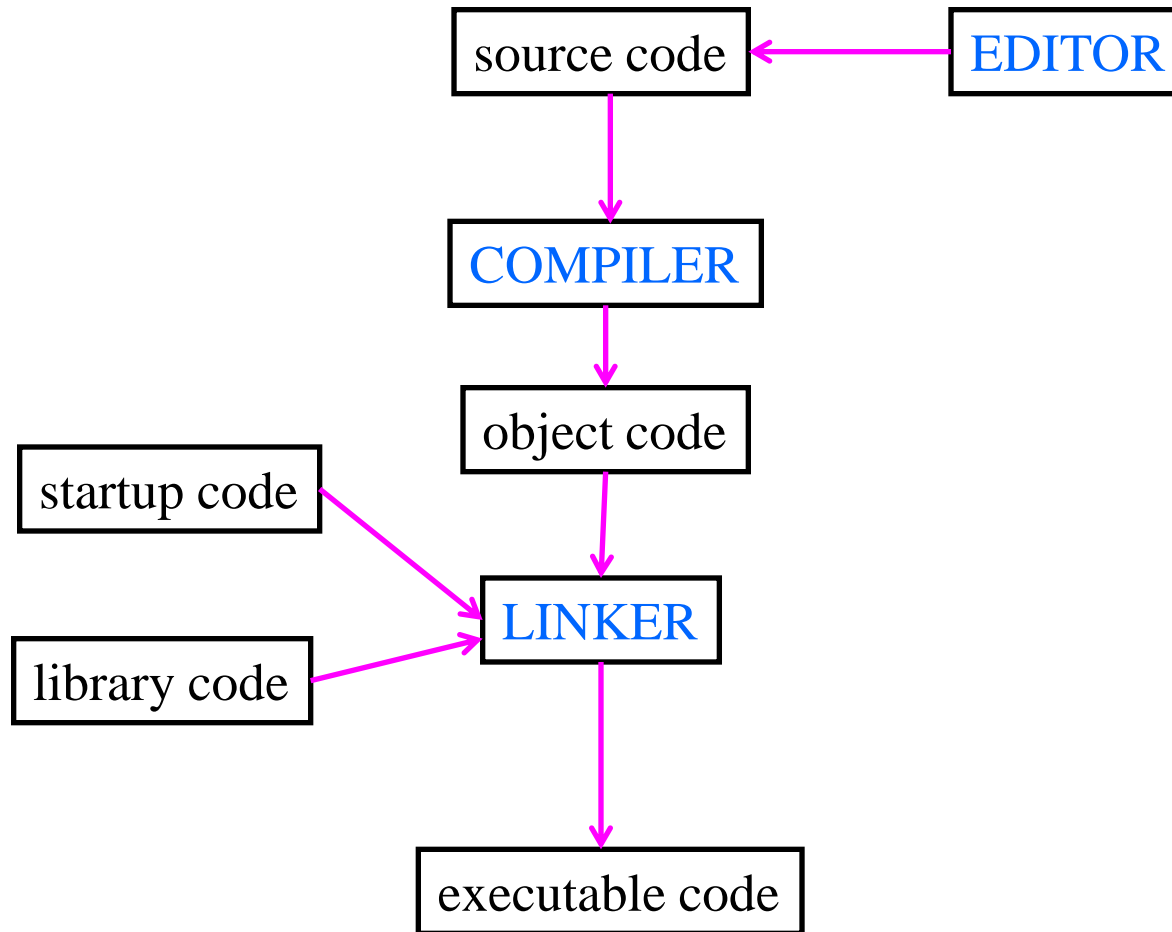 source code
EDITOR
COMPILER
object code
startup code
LINKER
library code
executable code